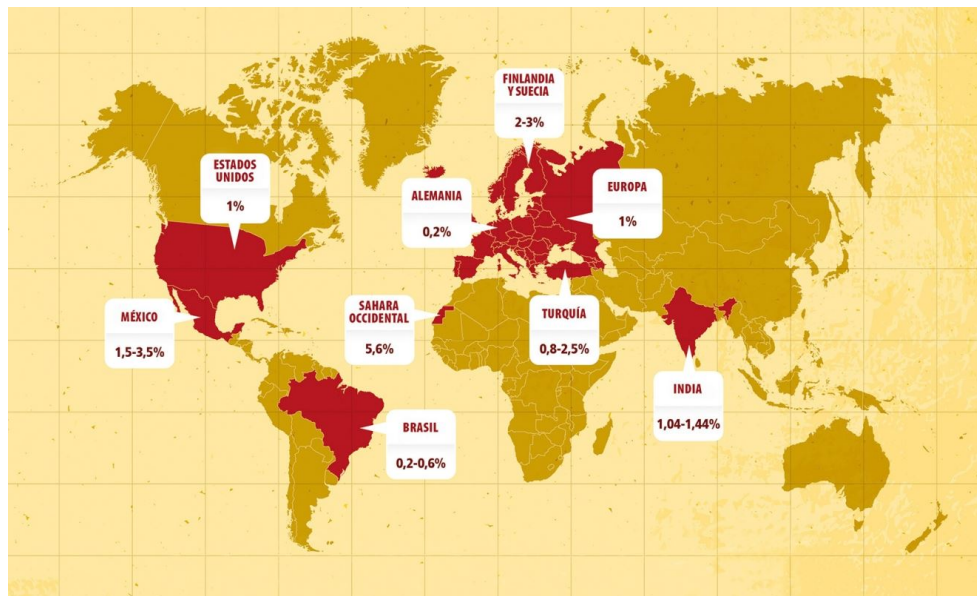 FINLANDIA
Y SUECIA
2-3%
ESTADOS
UNIDOS
1%
ALEMANIA
0,2%
EUROPA
1%
MÉXICO
1,5-3,5%
SAHARA
OCCIDENTAL
5,6%
TURQUÍA
0,8-2,5%
INDIA
1,04-1,44%
BRASIL
0,2-0,6%